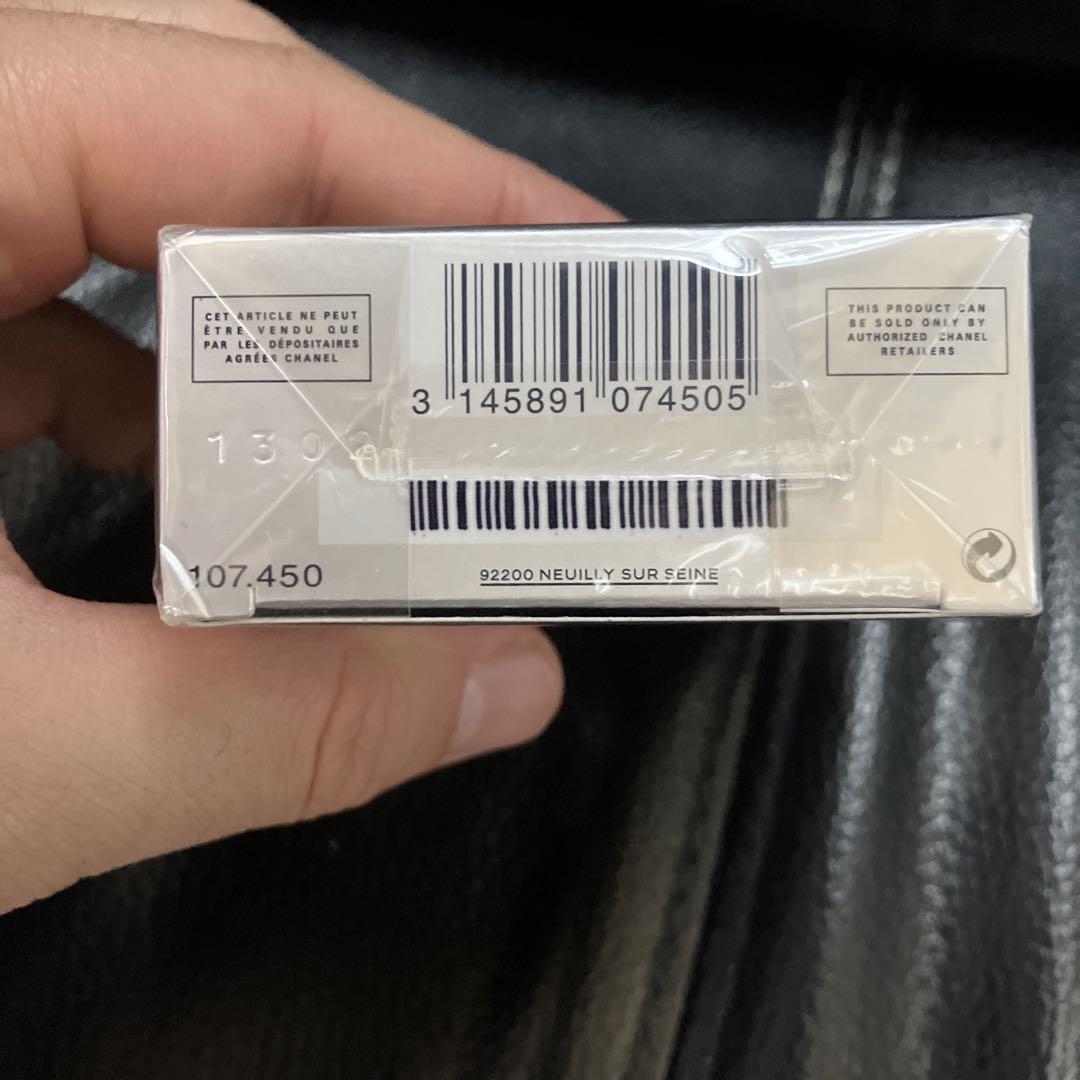 CET ARTICLE NE PEUT
ÊTRE VENDU QUE
PAR LES DÉPOSITAIRES
AGRÉÉS CHANEL
3 145891 074505
THIS PRODUCT CAN
BE SOLD ONLY BY
AUTHORIZED CHANEL
RETAILERS
107.450
92200 NEUILLY SUR SEINE